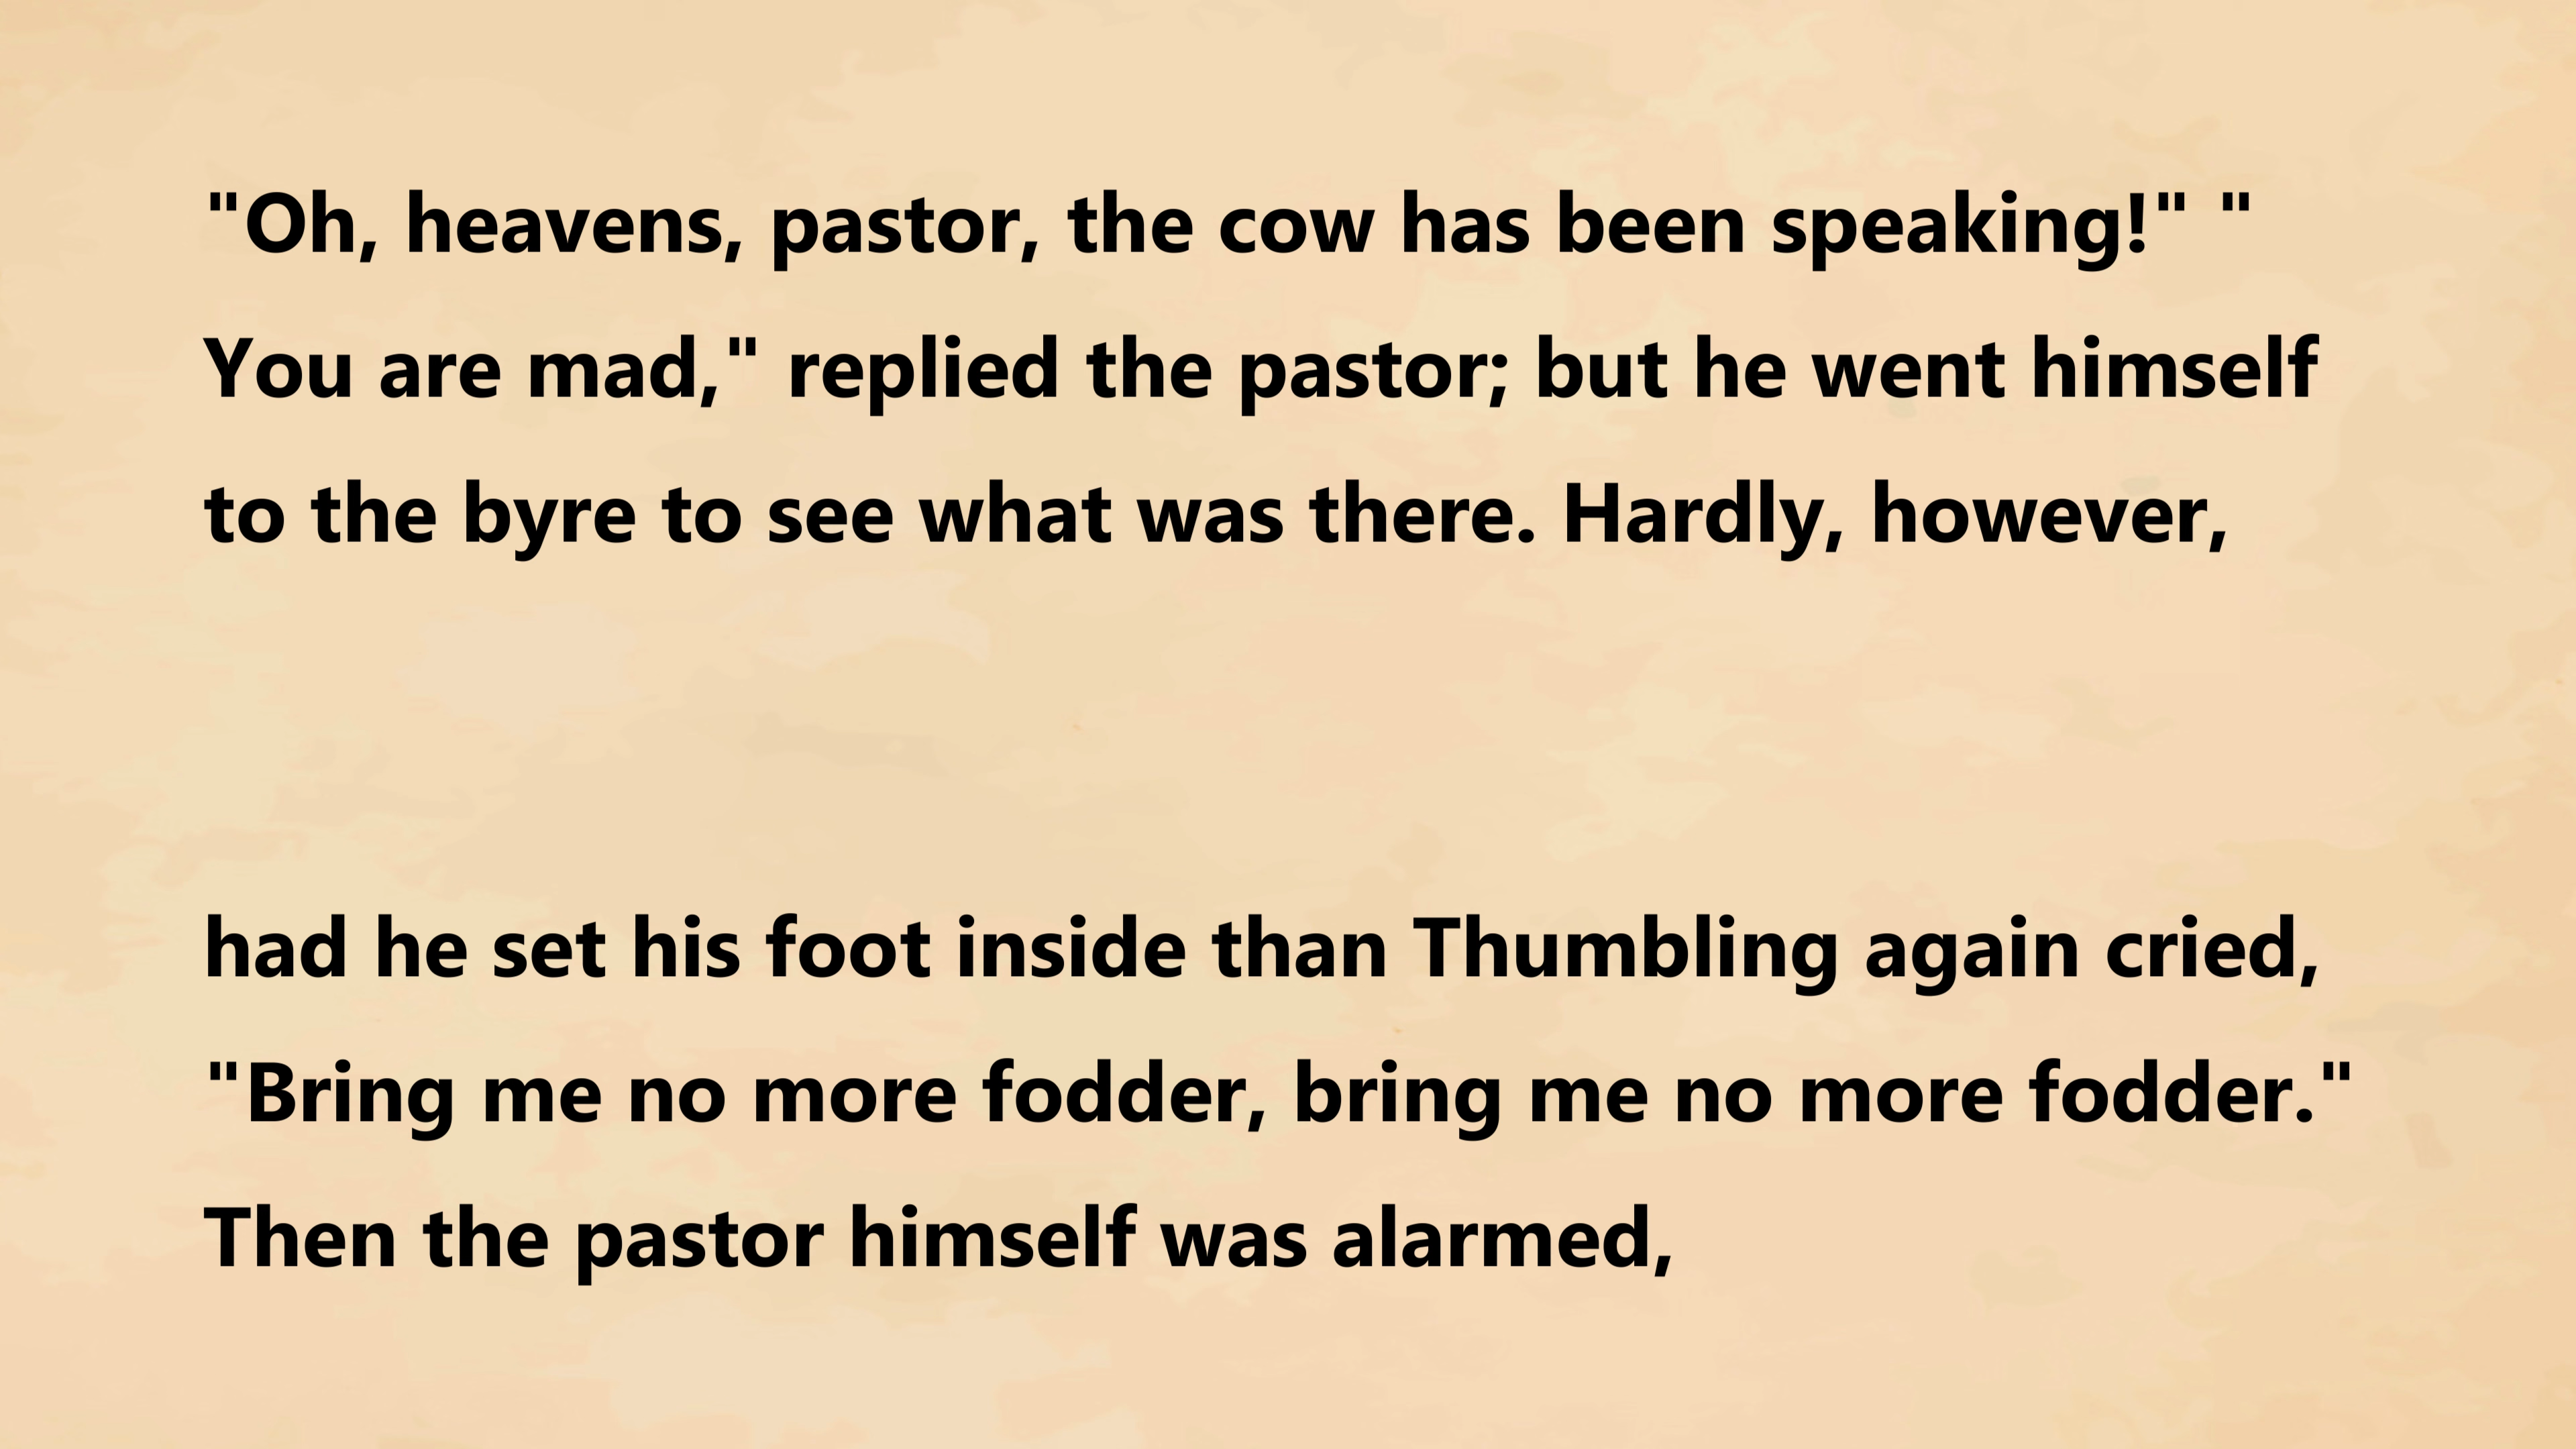 "Oh, heavens, pastor, the cow has been speaking!" "
You are mad," replied the pastor; but he went himself
to the byre to see what was there. Hardly, however,
had he set his foot inside than Thumbling again cried,
"Bring me no more fodder, bring me no more fodder."
Then the pastor himself was alarmed,